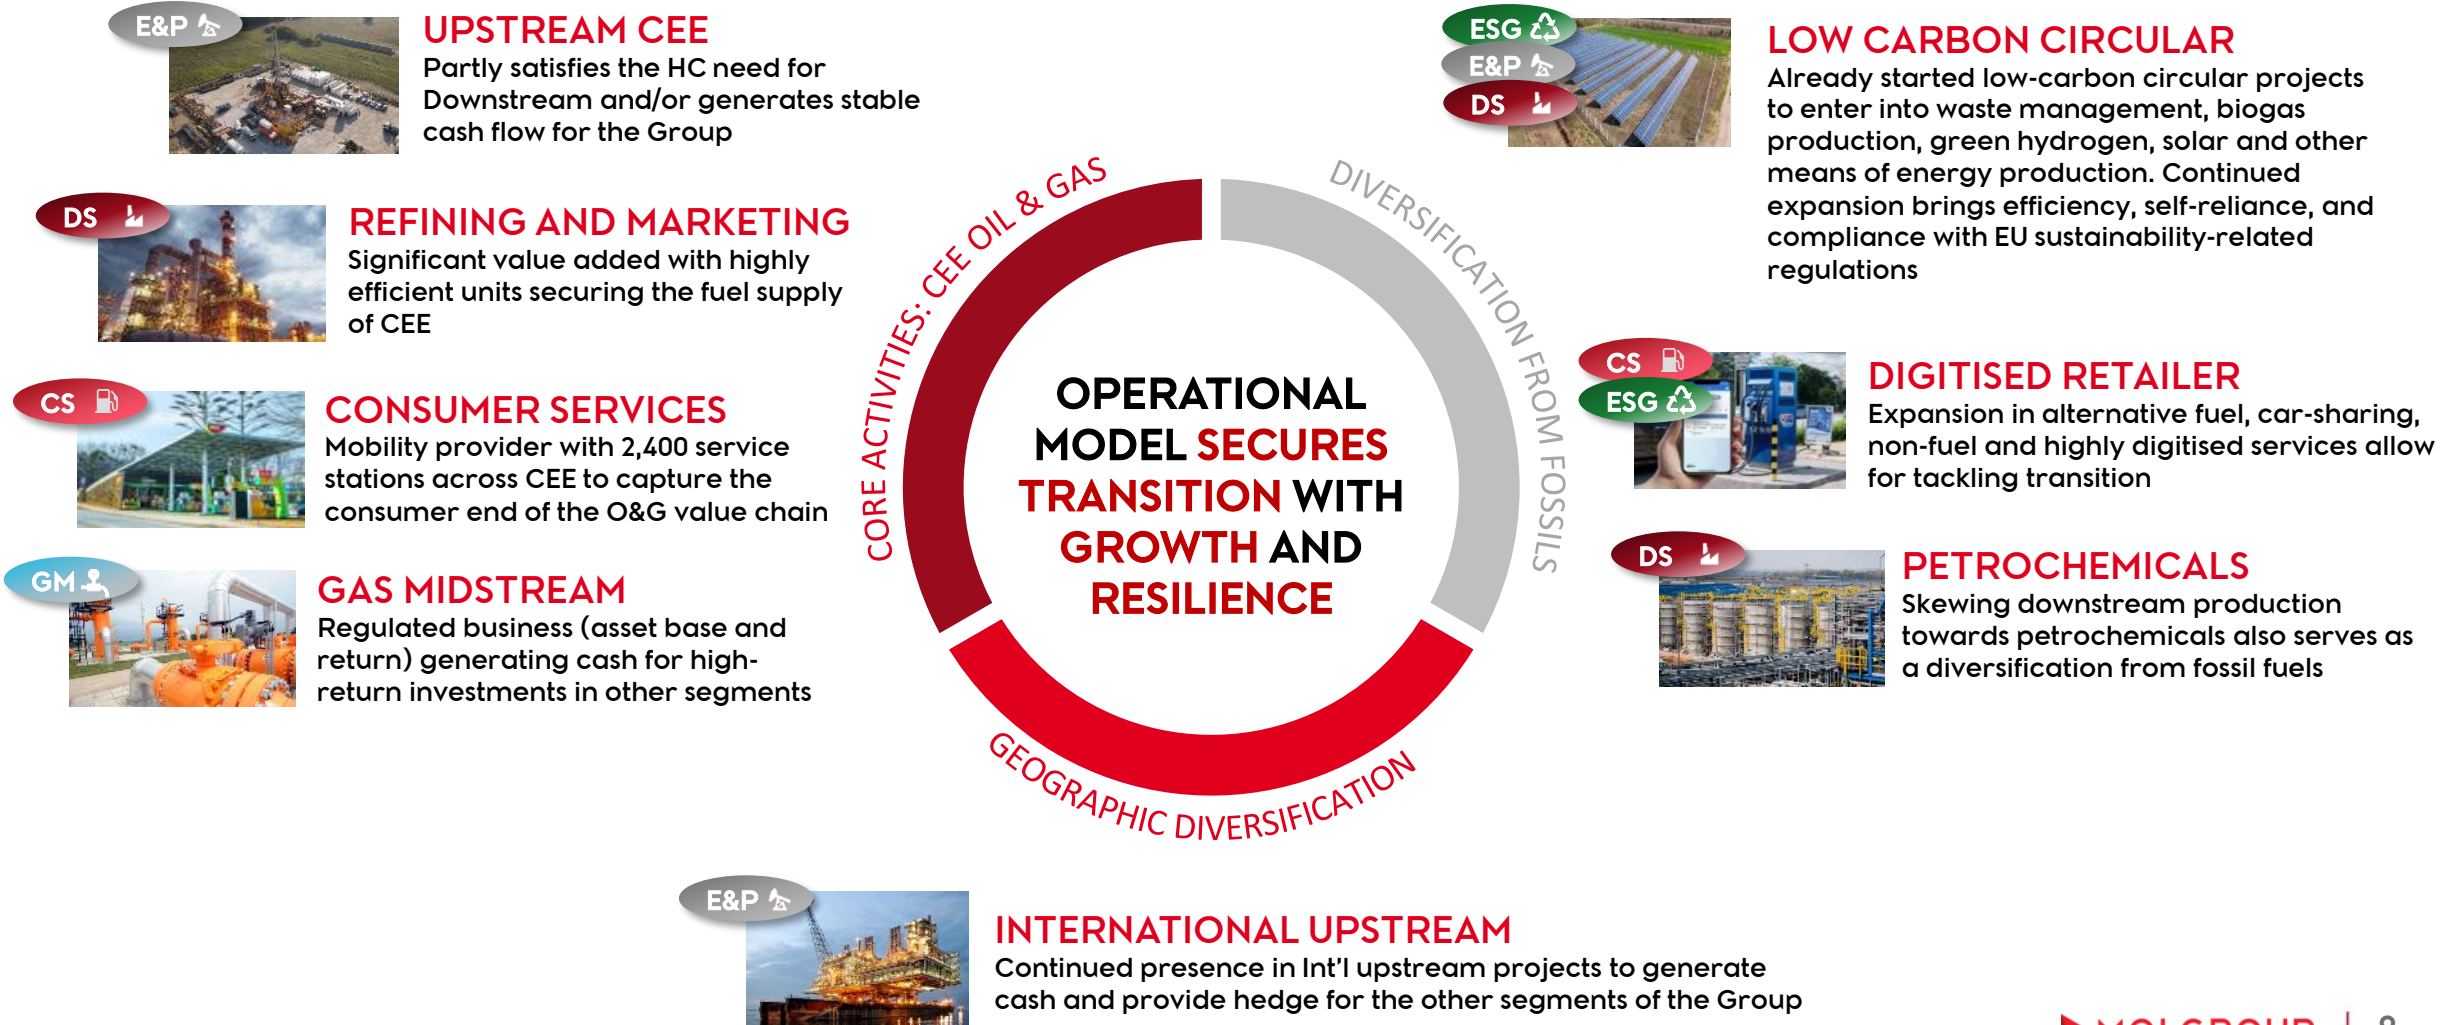 E&P
UPSTREAM CEE
Partly satisfies the HC need for
Downstream and/or generates stable
cash flow for the Group
DS
REFINING AND MARKETING
Significant value added with highly
efficient units securing the fuel supply
of CEE
CS
CONSUMER SERVICES
Mobility provider with 2,400 service
stations across CEE to capture the
consumer end of the O&G value chain
GM
GAS MIDSTREAM
Regulated business (asset base and
return) generating cash for high-
return investments in other segments
CORE ACTIVITIES: CEE OIL & GAS
DIVERSIFICATION FROM FOSSILS
GEOGRAPHIC DIVERSIFICATION
OPERATIONAL
MODEL SECURES
TRANSITION WITH
GROWTH AND
RESILIENCE
ESG
E&P
DS
LOW CARBON CIRCULAR
Already started low-carbon circular projects
to enter into waste management, biogas
production, green hydrogen, solar and other
means of energy production. Continued
expansion brings efficiency, self-reliance, and
compliance with EU sustainability-related
regulations
CS
ESG
DIGITISED RETAILER
Expansion in alternative fuel, car-sharing,
non-fuel and highly digitised services allow
for tackling transition
DS
PETROCHEMICALS
Skewing downstream production
towards petrochemicals also serves as
a diversification from fossil fuels
E&P
INTERNATIONAL UPSTREAM
Continued presence in Int'l upstream projects to generate
cash and provide hedge for the other segments of the Group
MOLGROUP